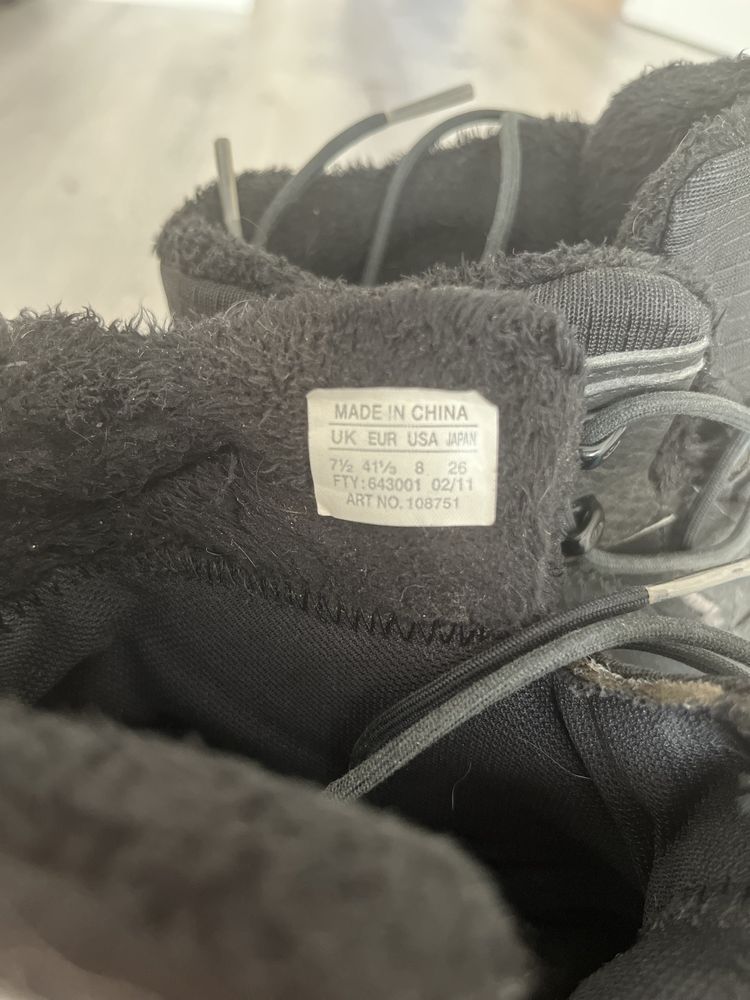 MADE IN CHINA
UK EUR USA JAPAN
7½ 41⅓ 8 26
FTY:643001 02/11
ART NO.108751